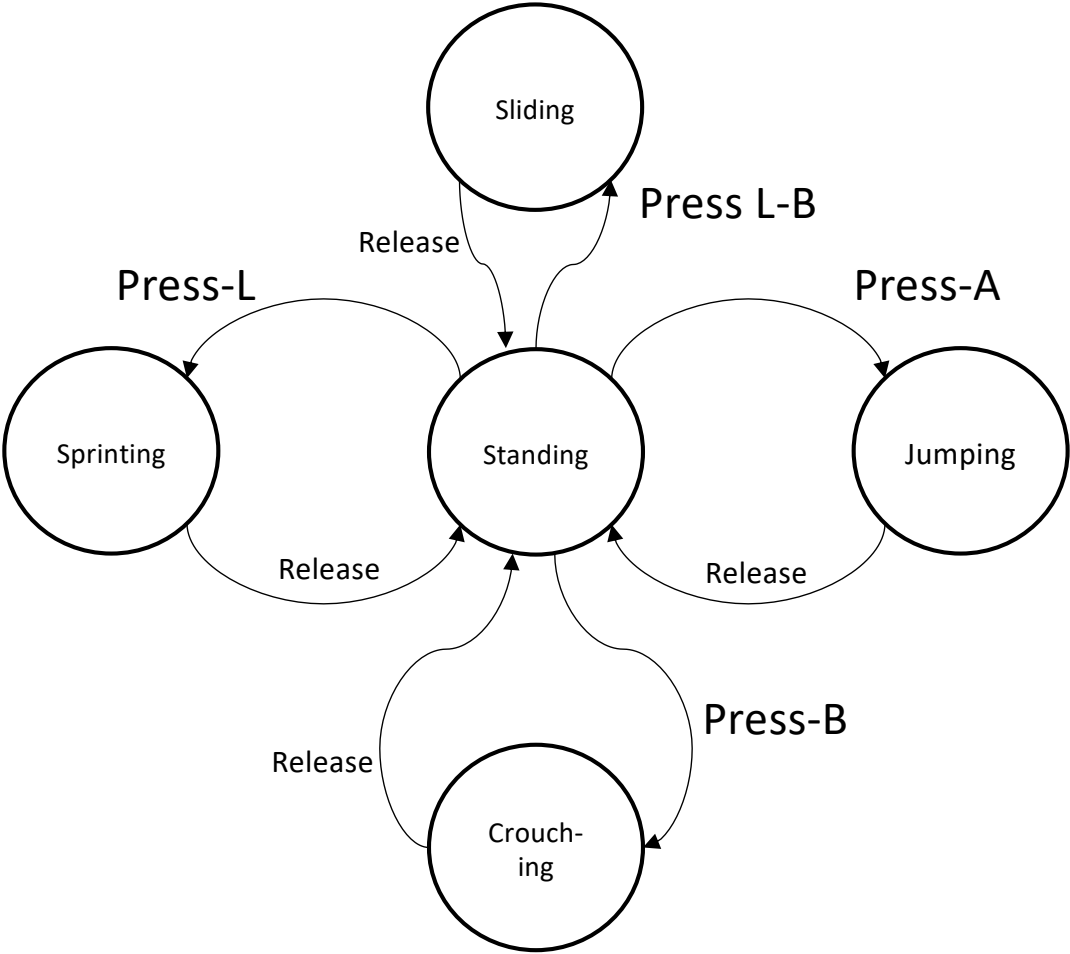 Sliding
Press L-B
Release
Press-L
Press-A
Sprinting
Standing
Jumping
Release
Release
Press-B
Release
Crouch-
ing